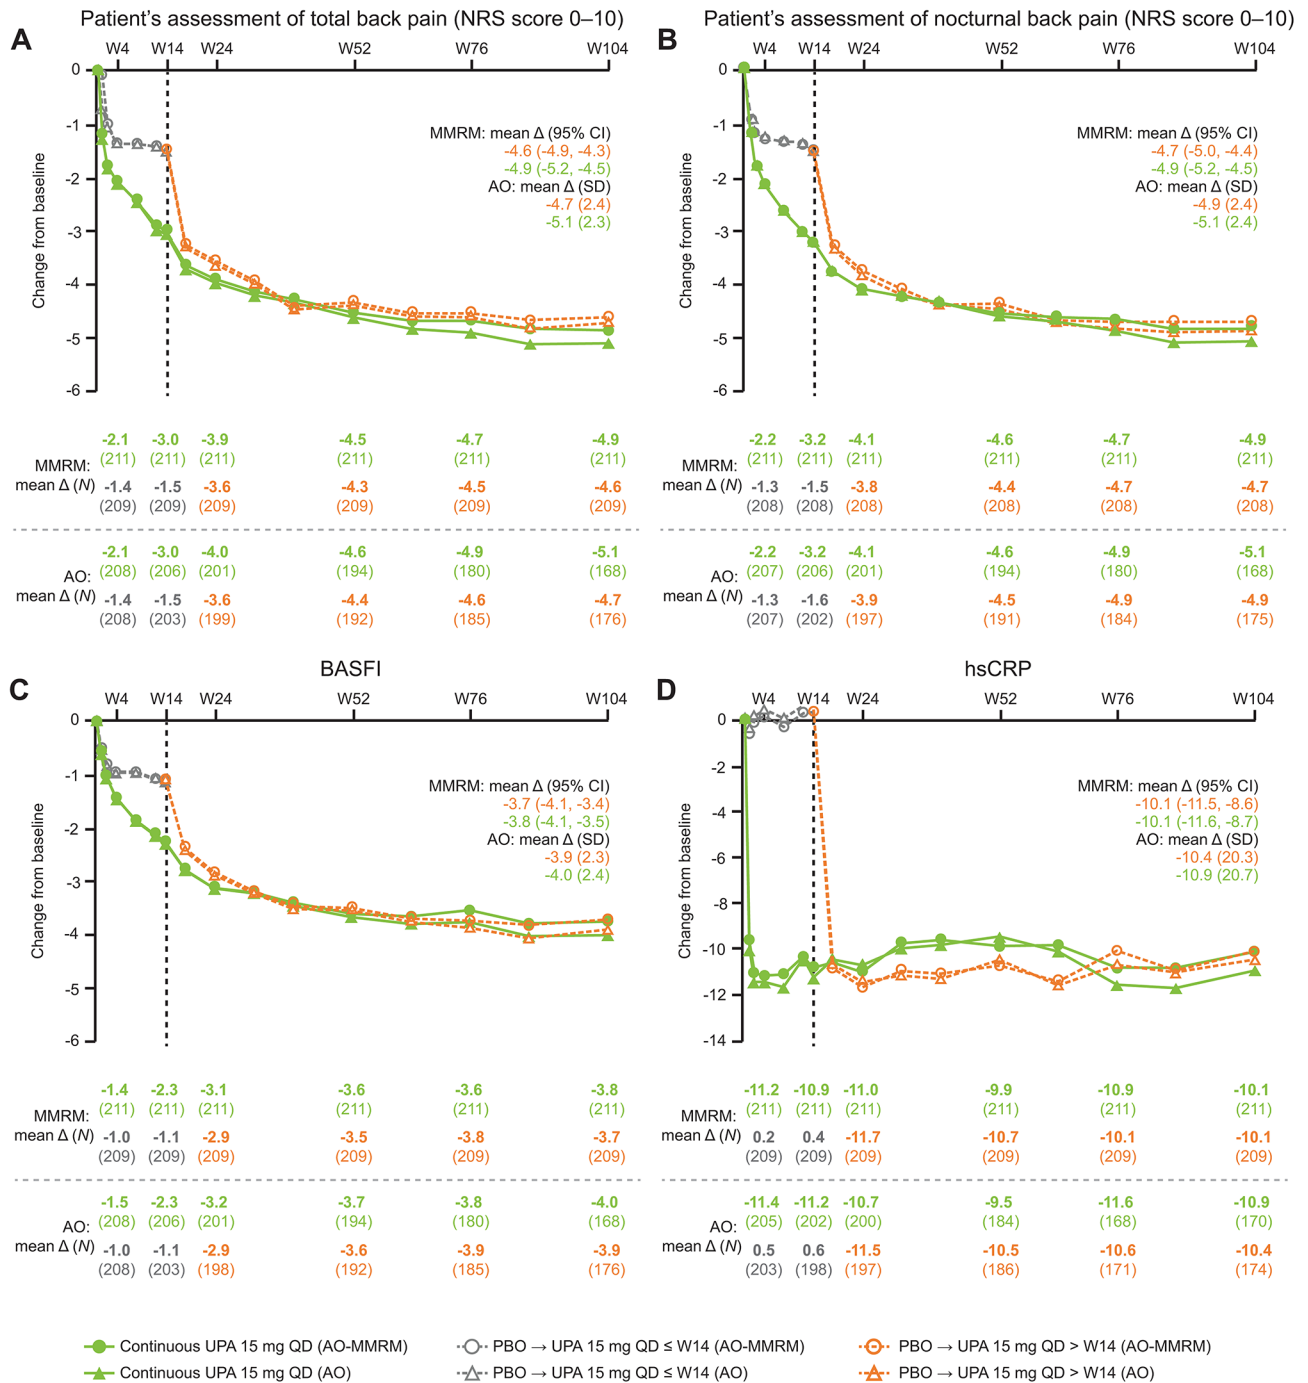 Patient’s assessment of total back pain (NRS score 0–10)
A
W4 W14 W24 W52 W76 W104
0
-1
-2
-3
-4
-5
-6
Change from baseline
MMRM: mean Δ (95% CI)
-4.6 (-4.9, -4.3)
-4.9 (-5.2, -4.5)
AO: mean Δ (SD)
-4.7 (2.4)
-5.1 (2.3)
MMRM:
mean Δ (N)
-2.1 -3.0 -3.9 -4.5 -4.7 -4.9
(211) (211) (211) (211) (211) (211)
-1.4 -1.5 -3.6 -4.3 -4.5 -4.6
(209) (209) (209) (209) (209) (209)
AO:
mean Δ (N)
-2.1 -3.0 -4.0 -4.6 -4.9 -5.1
(208) (206) (201) (194) (180) (168)
-1.4 -1.5 -3.6 -4.4 -4.6 -4.7
(208) (203) (199) (192) (185) (176)
Patient’s assessment of nocturnal back pain (NRS score 0–10)
B
W4 W14 W24 W52 W76 W104
0
-1
-2
-3
-4
-5
-6
Change from baseline
MMRM: mean Δ (95% CI)
-4.7 (-5.0, -4.4)
-4.9 (-5.2, -4.5)
AO: mean Δ (SD)
-4.9 (2.4)
-5.1 (2.4)
MMRM:
mean Δ (N)
-2.2 -3.2 -4.1 -4.6 -4.7 -4.9
(211) (211) (211) (211) (211) (211)
-1.3 -1.5 -3.8 -4.4 -4.7 -4.7
(208) (208) (208) (208) (208) (208)
AO:
mean Δ (N)
-2.2 -3.2 -4.1 -4.6 -4.9 -5.1
(207) (206) (201) (194) (180) (168)
-1.3 -1.6 -3.9 -4.5 -4.9 -4.9
(207) (202) (197) (191) (184) (175)
BASFI
C
W4 W14 W24 W52 W76 W104
0
-1
-2
-3
-4
-5
-6
Change from baseline
MMRM: mean Δ (95% CI)
-3.7 (-4.1, -3.4)
-3.8 (-4.1, -3.5)
AO: mean Δ (SD)
-3.9 (2.3)
-4.0 (2.4)
MMRM:
mean Δ (N)
-1.4 -2.3 -3.1 -3.6 -3.6 -3.8
(211) (211) (211) (211) (211) (211)
-1.0 -1.1 -2.9 -3.5 -3.8 -3.7
(209) (209) (209) (209) (209) (209)
AO:
mean Δ (N)
-1.5 -2.3 -3.2 -3.7 -3.8 -4.0
(208) (206) (201) (194) (180) (168)
-1.0 -1.1 -2.9 -3.6 -3.9 -3.9
(208) (203) (198) (192) (185) (176)
hsCRP
D
W4 W14 W24 W52 W76 W104
0
-2
-4
-6
-8
-10
-12
-14
Change from baseline
MMRM: mean Δ (95% CI)
-10.1 (-11.5, -8.6)
-10.1 (-11.6, -8.7)
AO: mean Δ (SD)
-10.4 (20.3)
-10.9 (20.7)
MMRM:
mean Δ (N)
-11.2 -10.9 -11.0 -9.9 -10.9 -10.1
(211) (211) (211) (211) (211) (211)
0.2 0.4 -11.7 -10.7 -10.1 -10.1
(209) (209) (209) (209) (209) (209)
AO:
mean Δ (N)
-11.4 -11.2 -10.7 -9.5 -11.6 -10.9
(205) (202) (200) (184) (168) (170)
0.5 0.6 -11.5 -10.5 -10.6 -10.4
(203) (198) (197) (186) (171) (174)
Continuous UPA 15 mg QD (AO-MMRM)
Continuous UPA 15 mg QD (AO)
PBO → UPA 15 mg QD ≤ W14 (AO-MMRM)
PBO → UPA 15 mg QD ≤ W14 (AO)
PBO → UPA 15 mg QD > W14 (AO-MMRM)
PBO → UPA 15 mg QD > W14 (AO)